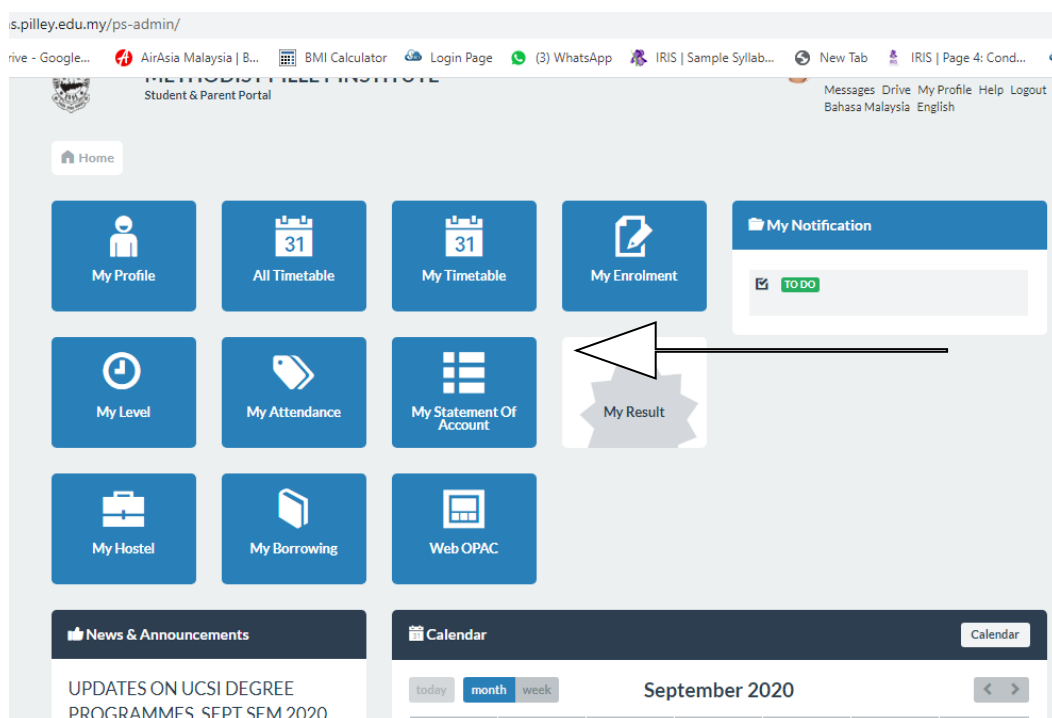 s.pilley.edu.my/ps-admin/
rive - Google... AirAsia Malaysia | B... BMI Calculator Login Page (3) WhatsApp IRIS | Sample Syllab... New Tab IRIS | Page 4: Cond...
METHODIST PILLEY INSTITUTE
Student & Parent Portal
Messages Drive My Profile Help Logout
Bahasa Malaysia English
Home
31 31
My Profile All Timetable My Timetable My Enrolment
My Notification
TO DO
My Level My Attendance My Statement Of Account My Result
My Hostel My Borrowing Web OPAC
News & Announcements
UPDATES ON UCSI DEGREE
PROGRAMMES SEPT SEM 2020
Calendar Calendar
today month week September 2020 < >